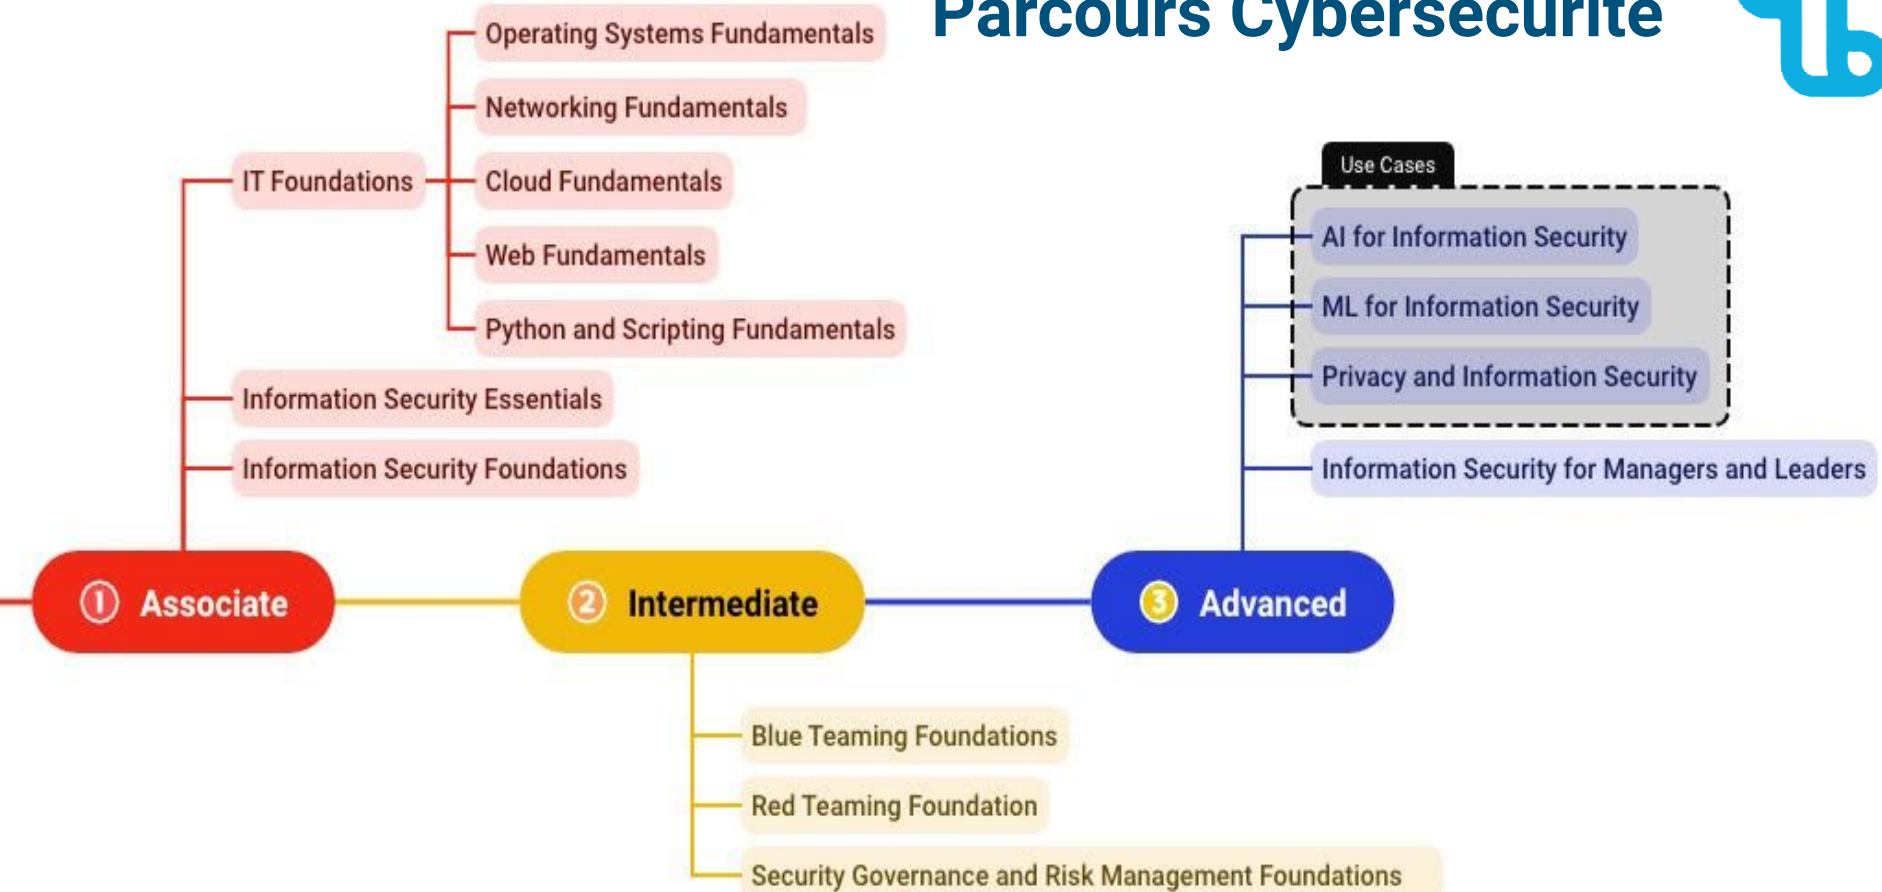 Parcours Cybersécurité
Operating Systems Fundamentals
Networking Fundamentals
IT Foundations
Cloud Fundamentals
Web Fundamentals
Python and Scripting Fundamentals
Information Security Essentials
Information Security Foundations
Use Cases
AI for Information Security
ML for Information Security
Privacy and Information Security
Information Security for Managers and Leaders
1 Associate
2 Intermediate
3 Advanced
Blue Teaming Foundations
Red Teaming Foundation
Security Governance and Risk Management Foundations